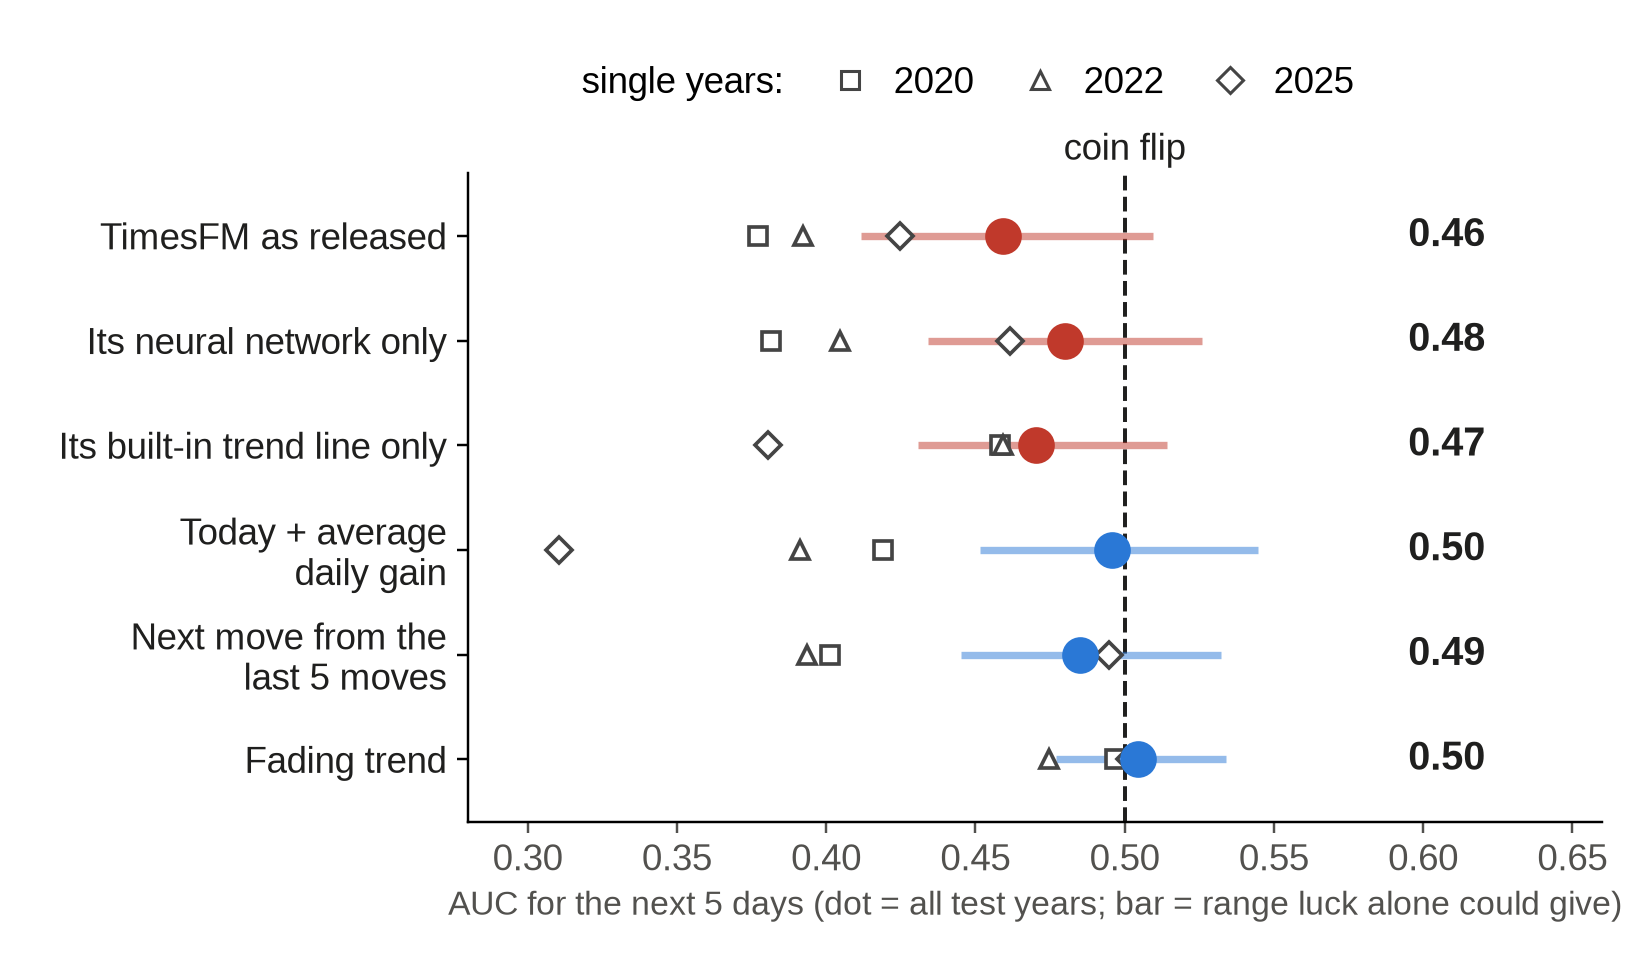 single years: 2020 2022 2025
coin flip
TimesFM as released 0.46
Its neural network only 0.48
Its built-in trend line only 0.47
Today + average
daily gain 0.50
Next move from the
last 5 moves 0.49
Fading trend 0.50
0.30 0.35 0.40 0.45 0.50 0.55 0.60 0.65
AUC for the next 5 days (dot = all test years; bar = range luck alone could give)